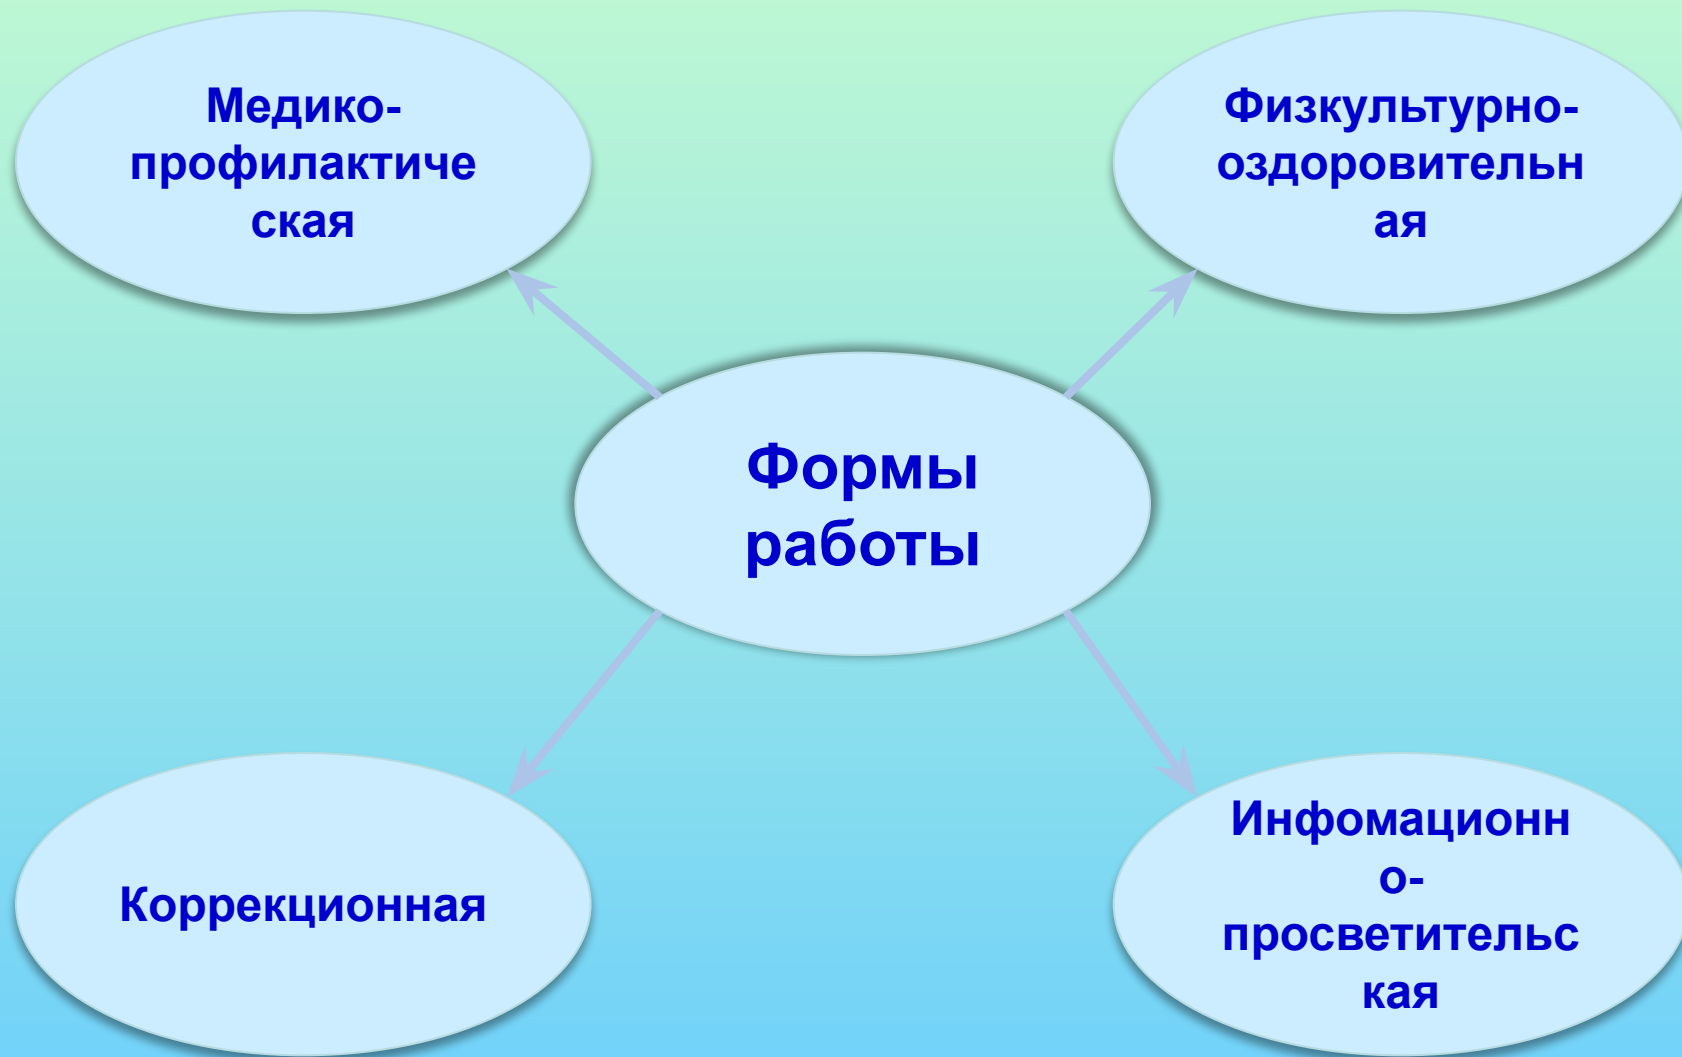 Медико-
профилактиче
ская
Физкультурно-
оздоровительн
ая
Формы
работы
Коррекционная
Инфомационн
о-
просветительс
кая